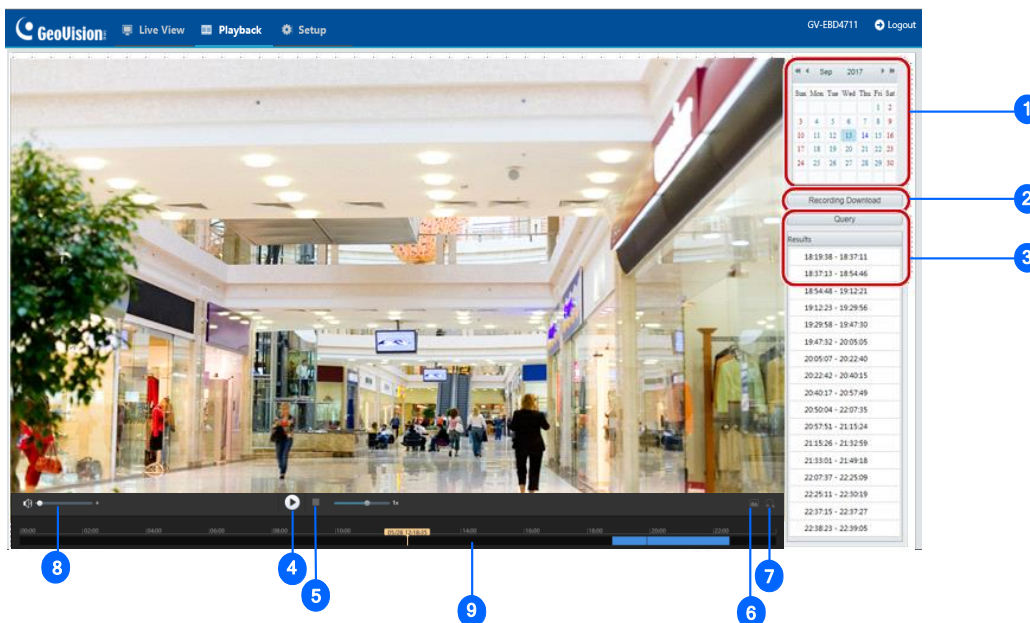 GeoVision Live View Playback Setup GV-EBD4711 Logout
Sep 2017
Sun Mon Tue Wed Thu Fri Sat
1 2
3 4 5 6 7 8 9
10 11 12 13 14 15 16
17 18 19 20 21 22 23
24 25 26 27 28 29 30
1
Recording Download
2
Query
Results
3
18:19:38 - 18:37:11
18:37:13 - 18:54:46
18:54:48 - 19:12:21
19:12:23 - 19:29:56
19:29:58 - 19:47:30
19:47:32 - 20:05:05
20:05:07 - 20:22:40
20:22:42 - 20:40:15
20:40:17 - 20:57:49
20:50:04 - 22:07:35
20:57:51 - 21:15:24
21:15:26 - 21:32:59
21:33:01 - 21:49:18
22:07:37 - 22:25:09
22:25:11 - 22:30:19
22:37:15 - 22:37:27
22:38:23 - 22:39:05
1x
00:00 02:00 04:00 06:00 08:00 10:00 14:00 16:00 18:00 20:00 22:00
8
4
5
9
6
7